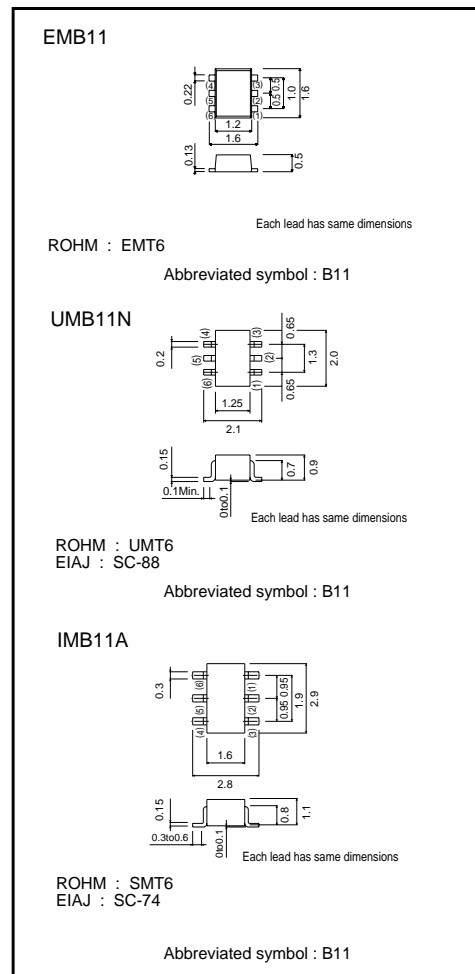 EMB11
0.22
(4)
(3)
(5)
(2)
(6)
(1)
0.5 0.5
1.0
1.6
1.2
1.6
0.13
0.5
Each lead has same dimensions
ROHM : EMT6
Abbreviated symbol : B11
UMB11N
0.2
(4)
(3)
(5)
(2)
(6)
(1)
0.65
1.3
2.0
0.65
1.25
2.1
0.15
0.1Min.
0to0.1
0.7
0.9
Each lead has same dimensions
ROHM : UMT6
EIAJ : SC-88
Abbreviated symbol : B11
IMB11A
0.3
(6)
(1)
(5)
(2)
(4)
(3)
0.95 0.95
1.9
2.9
1.6
2.8
0.15
0.3to0.6
0to0.1
0.8
1.1
Each lead has same dimensions
ROHM : SMT6
EIAJ : SC-74
Abbreviated symbol : B11